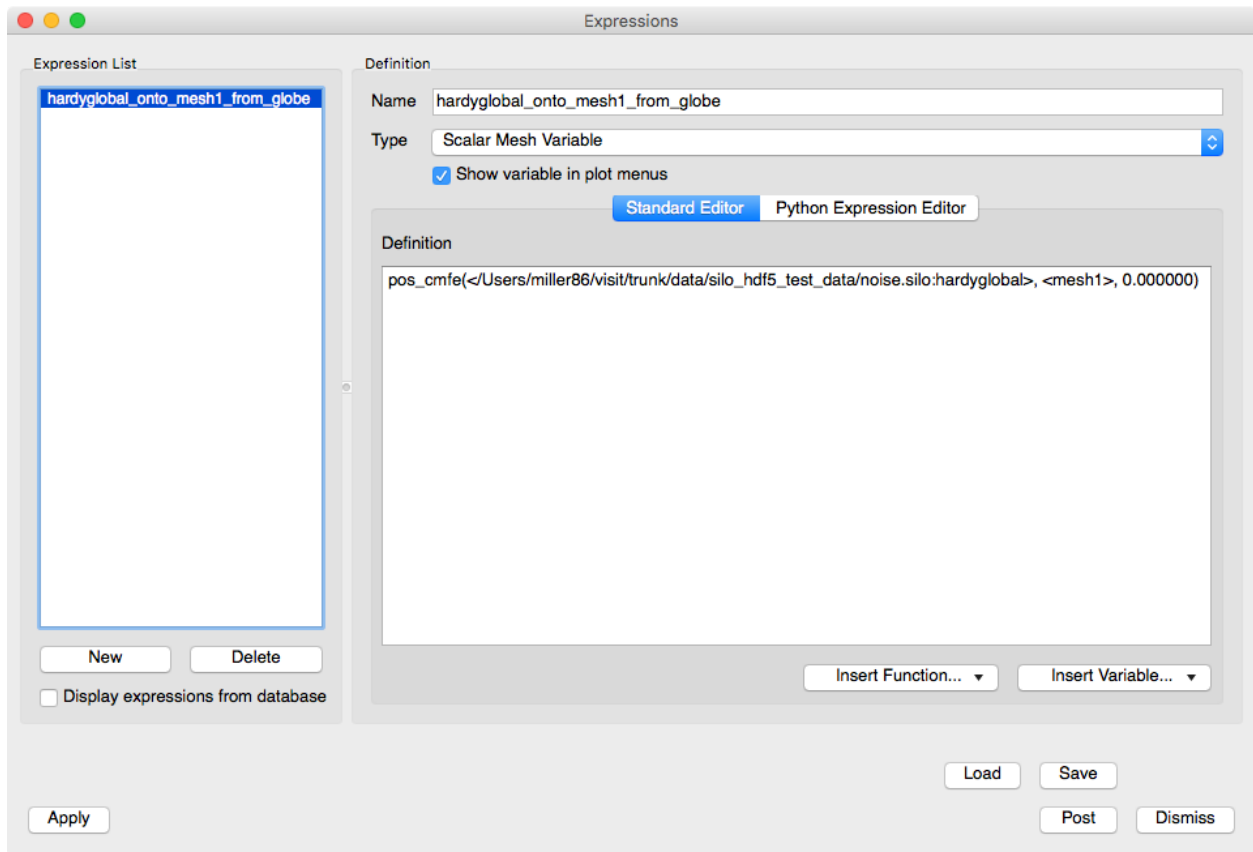 Expressions
Expression List
hardyglobal_onto_mesh1_from_globe
New Delete
Display expressions from database
Definition
Name hardyglobal_onto_mesh1_from_globe
Type Scalar Mesh Variable
Show variable in plot menus
Standard Editor Python Expression Editor
Definition
pos_cmfe(</Users/miller86/visit/trunk/data/silo_hdf5_test_data/noise.silo:hardyglobal>, <mesh1>, 0.000000)
Insert Function... Insert Variable...
Load Save
Apply Post Dismiss